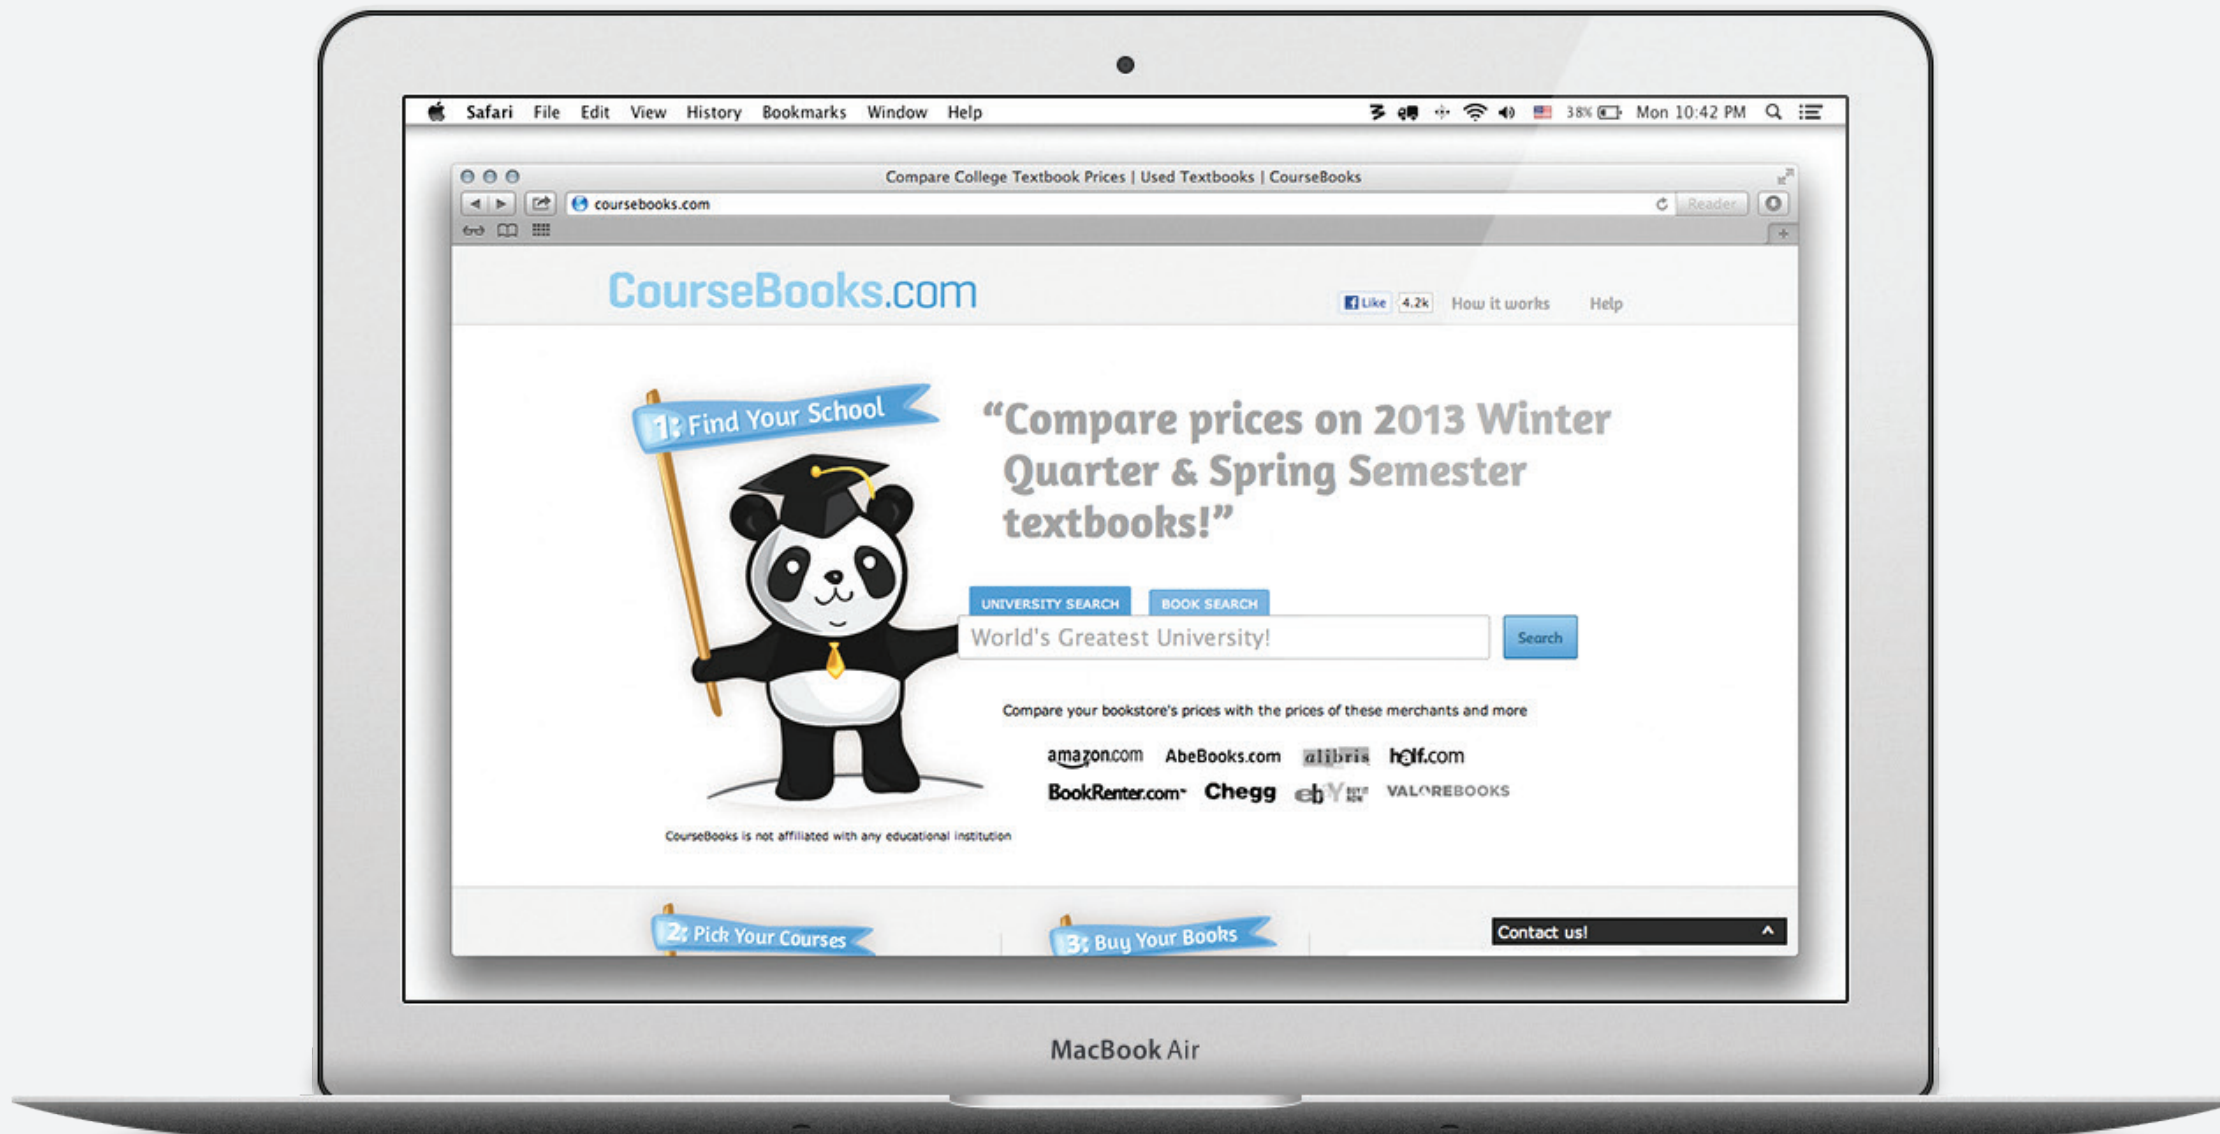 Safari File Edit View History Bookmarks Window Help 38% Mon 10:42 PM
Compare College Textbook Prices | Used Textbooks | CourseBooks
coursebooks.com Reader
CourseBooks.com
Like 4.2k How it works Help
1: Find Your School
“Compare prices on 2013 Winter
Quarter & Spring Semester
textbooks!”
UNIVERSITY SEARCH BOOK SEARCH
World's Greatest University! Search
Compare your bookstore's prices with the prices of these merchants and more
amazon.com AbeBooks.com alibris half.com
BookRenter.com Chegg ebY BUY IT NOW VALOREBOOKS
CourseBooks is not affiliated with any educational institution
2: Pick Your Courses
3: Buy Your Books
Contact us!
MacBook Air